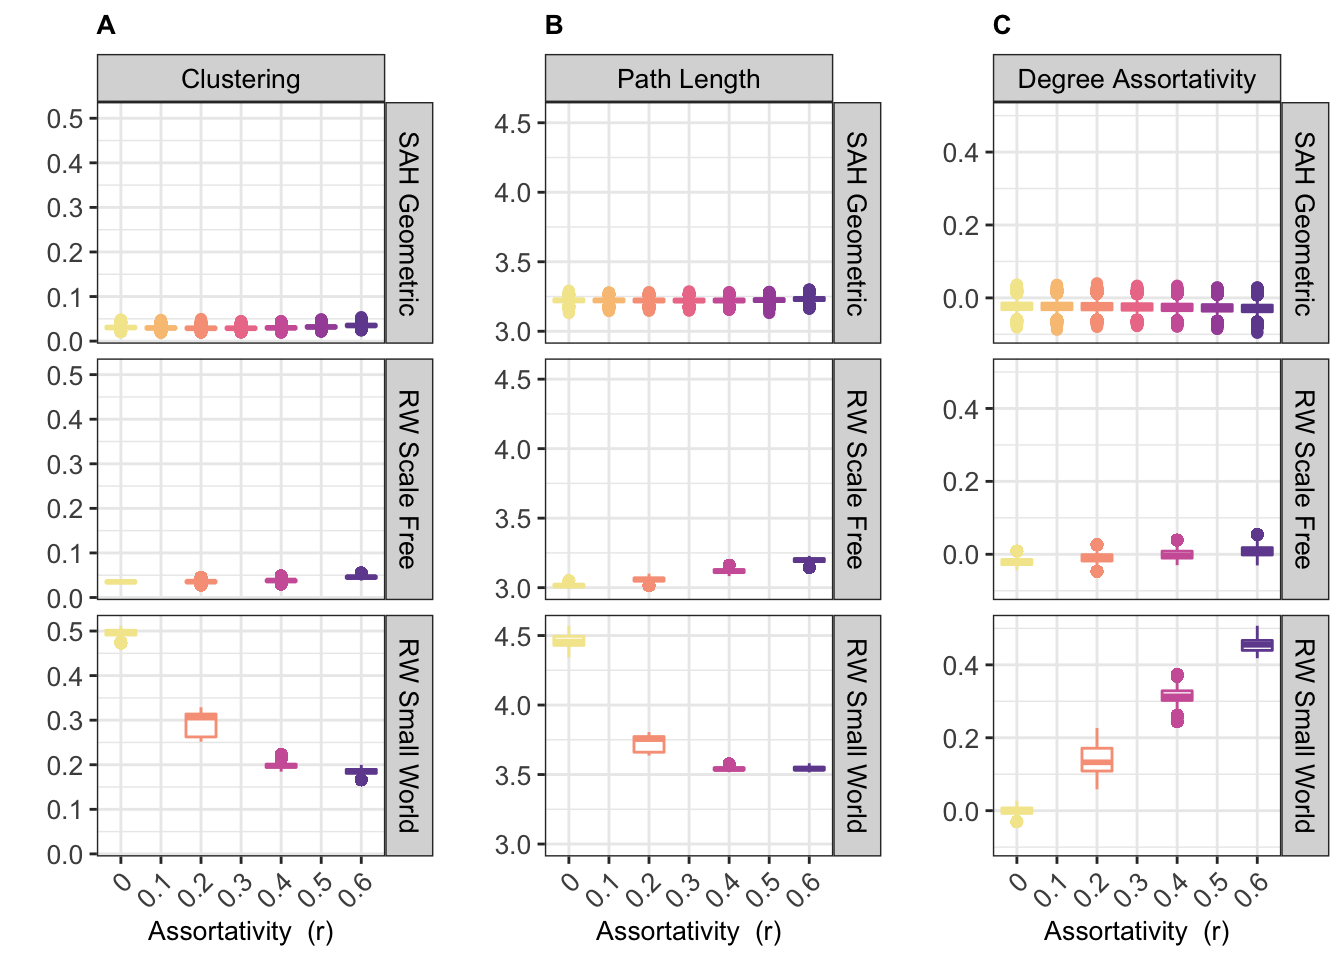 A
B
C
Clustering
Path Length
Degree Assortativity
0.5
0.4
0.3
0.2
0.1
0.0
SAH Geometric
4.5
4.0
3.5
3.0
SAH Geometric
0.4
0.2
0.0
SAH Geometric
0.5
0.4
0.3
0.2
0.1
0.0
RW Scale Free
4.5
4.0
3.5
3.0
RW Scale Free
0.4
0.2
0.0
RW Scale Free
0.5
0.4
0.3
0.2
0.1
0.0
RW Small World
4.5
4.0
3.5
3.0
RW Small World
0.4
0.2
0.0
RW Small World
0 0.1 0.2 0.3 0.4 0.5 0.6
0 0.1 0.2 0.3 0.4 0.5 0.6
0 0.1 0.2 0.3 0.4 0.5 0.6
Assortativity (r)
Assortativity (r)
Assortativity (r)